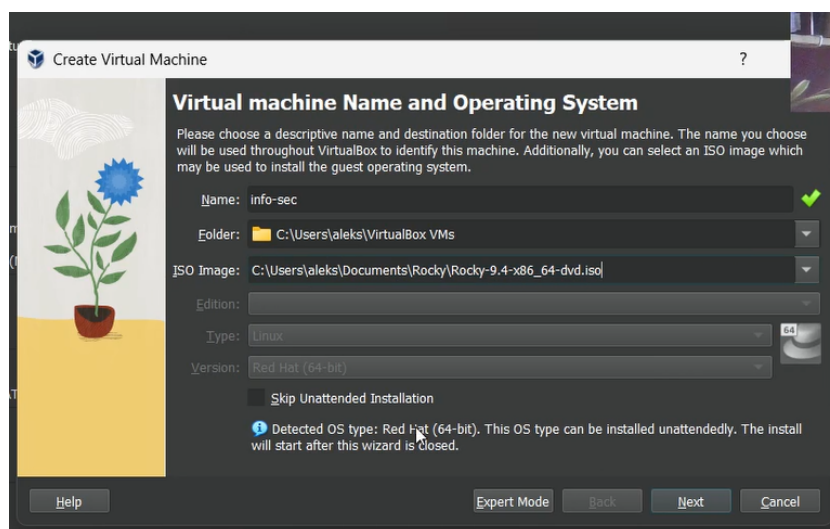 Create Virtual Machine
?
Virtual machine Name and Operating System
Please choose a descriptive name and destination folder for the new virtual machine. The name you choose
will be used throughout VirtualBox to identify this machine. Additionally, you can select an ISO image which
may be used to install the guest operating system.
Name: info-sec
Folder: C:\Users\aleks\VirtualBox VMs
ISO Image: C:\Users\aleks\Documents\Rocky\Rocky-9.4-x86_64-dvd.iso
Edition:
Type: Linux
64
Version: Red Hat (64-bit)
Skip Unattended Installation
Detected OS type: Red Hat (64-bit). This OS type can be installed unattendedly. The install
will start after this wizard is closed.
Help Expert Mode Back Next Cancel